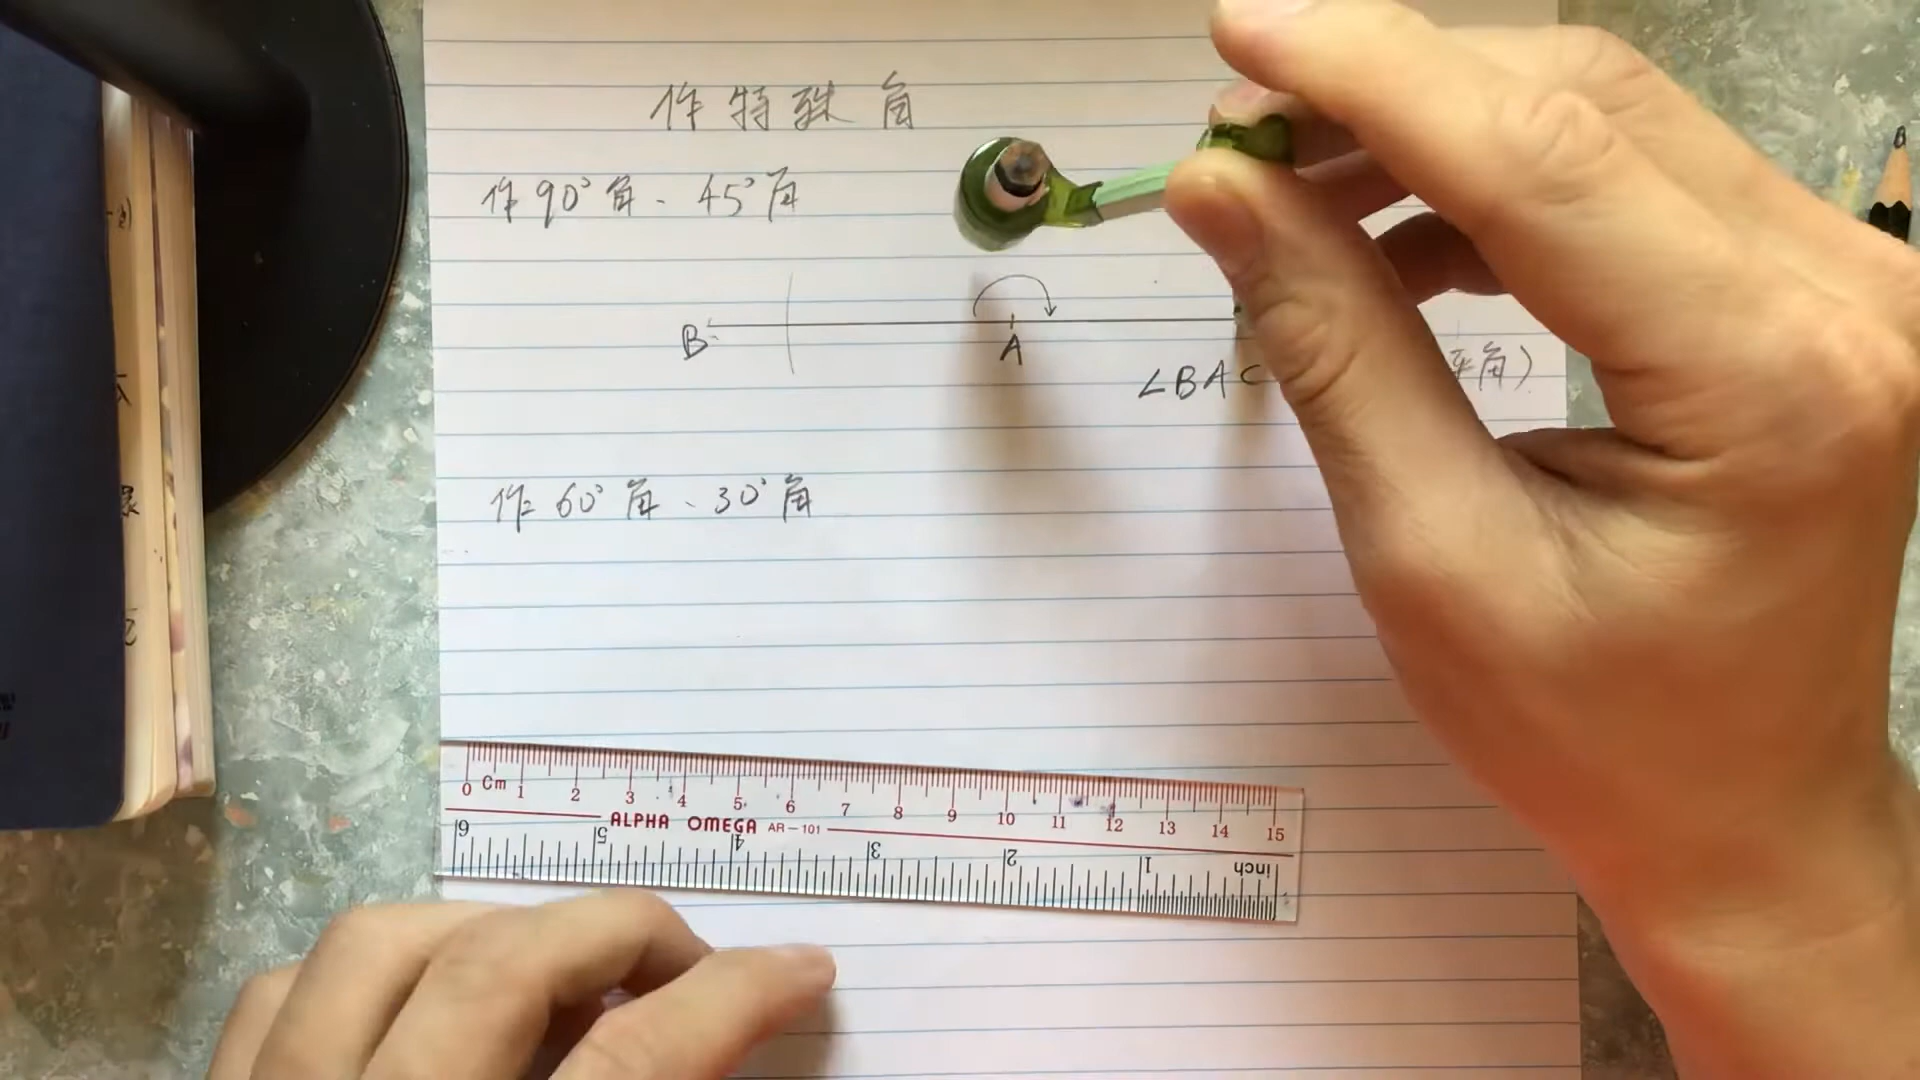 作特殊角
作90°角、45°角
B A
∠BAC 平角）
作60°角、30°角
0 Cm 1 2 3 4 5 6 7 8 9 10 11 12 13 14 15
ALPHA OMEGA AR-101
6 5 4 3 2 1 inch
B